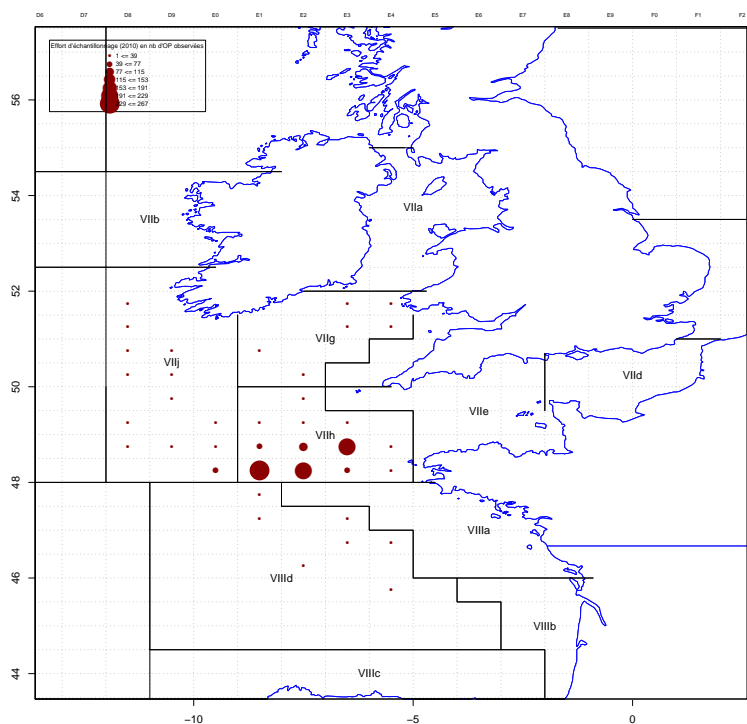 D6 D7 D8 D9 E0 E1 E2 E3 E4 E5 E6 E7 E8 E9 F0 F1 F2
Effort d'échantillonnage (2010) en nb d'OP observées
1 <= 39
39 <= 77
77 <= 115
115 <= 153
153 <= 191
191 <= 229
229 <= 267
56
54
52
50
48
46
44
VIIb
VIIa
VIIg
VIIj
VIId
VIIe
VIIh
VIIIa
VIIId
VIIIb
VIIIc
−10 −5 0